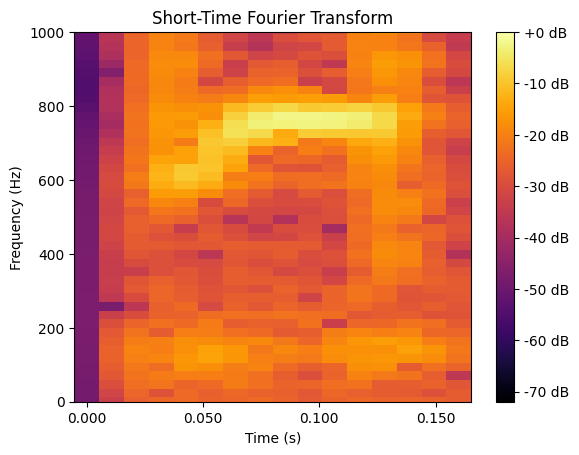 Short-Time Fourier Transform
Frequency (Hz)
1000
800
600
400
200
0
0.000
0.050
0.100
0.150
Time (s)
+0 dB
-10 dB
-20 dB
-30 dB
-40 dB
-50 dB
-60 dB
-70 dB